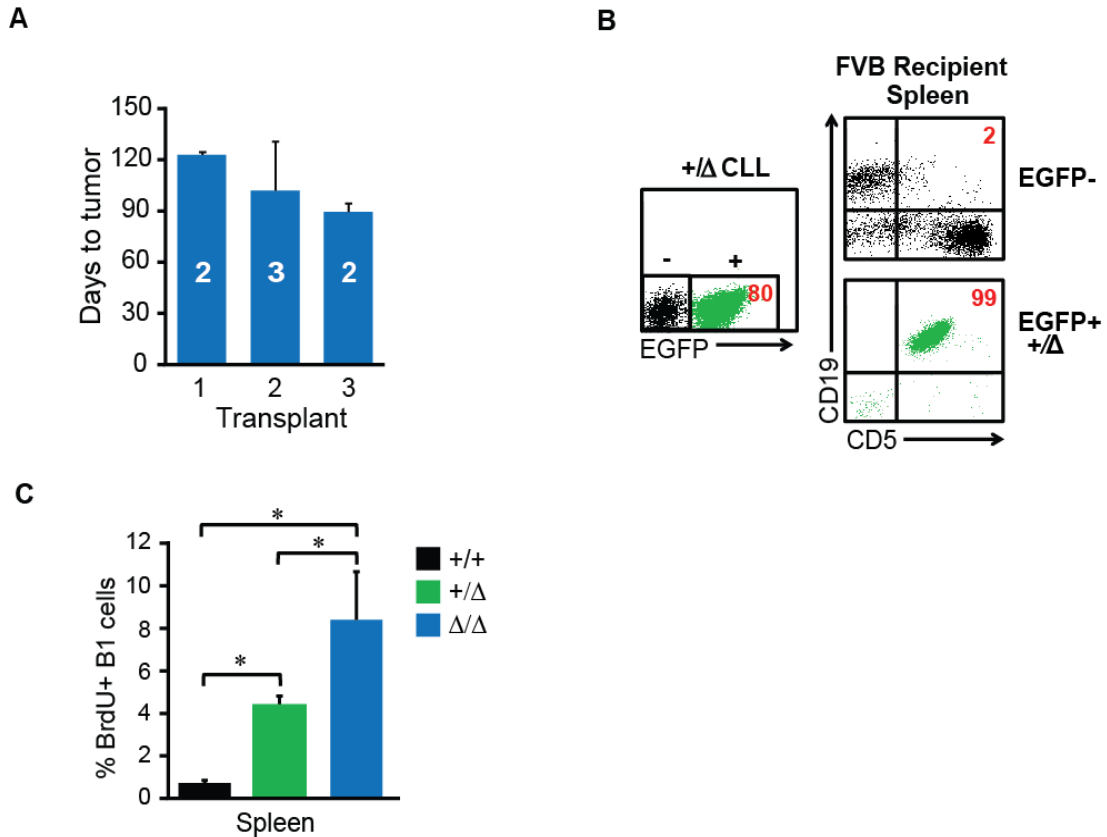 A
150
120
90
60
30
0
Days to tumor
2
3
2
1
2
3
Transplant
B
FVB Recipient
Spleen
+/Δ CLL
-
+
80
EGFP
2
EGFP-
99
EGFP+
+/Δ
CD19
CD5
C
12
10
8
6
4
2
0
% BrdU+ B1 cells
*
*
*
Spleen
+/+
+/Δ
Δ/Δ